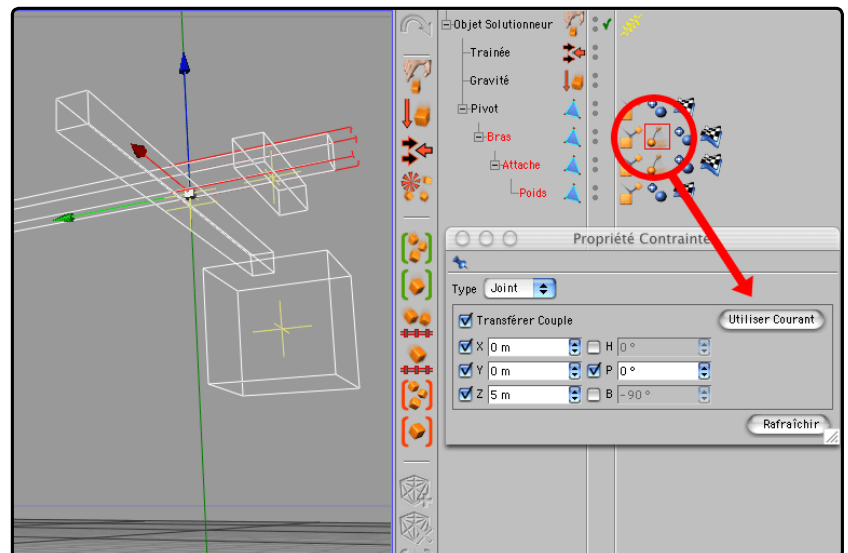 Objet Solutionneur
Trainée
Gravité
Pivot
Bras
Attache
Poids
Propriété Contrainte
Type Joint
Transférer Couple
Utiliser Courant
X 0 m H 0 °
Y 0 m P 0 °
Z 5 m B -90 °
Rafraîchir